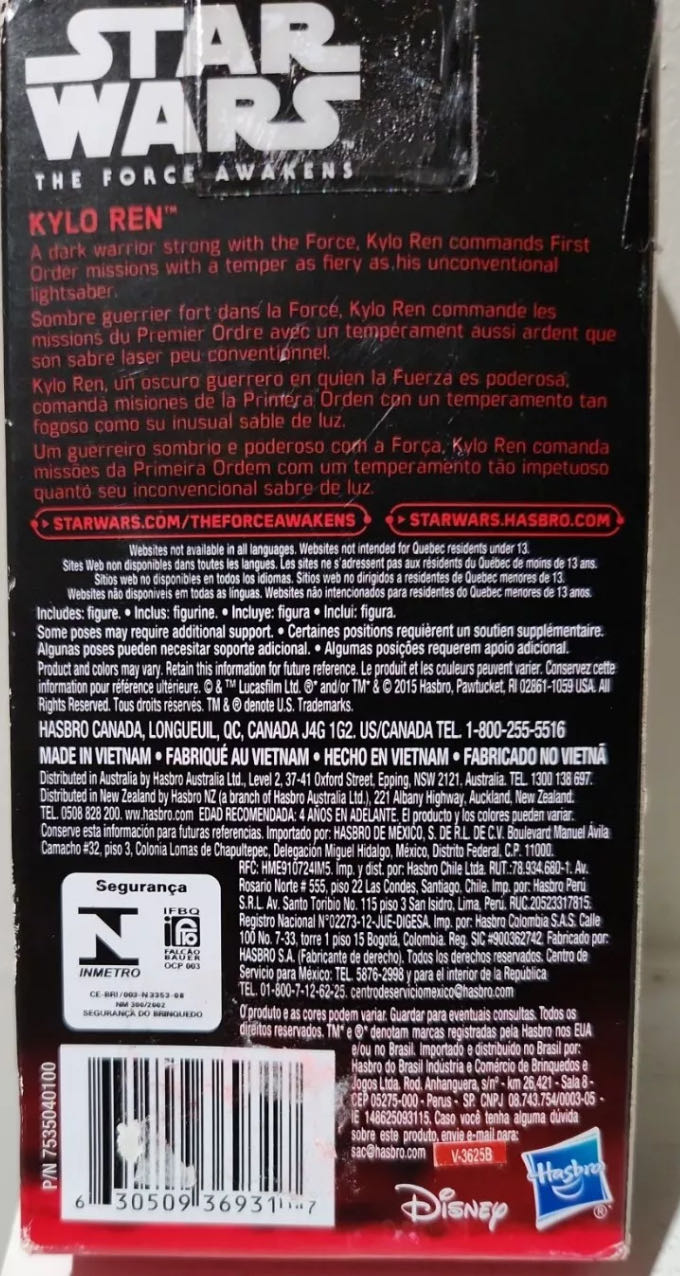 STAR
WARS
THE FORCE AWAKENS
KYLO REN™
A dark warrior strong with the Force, Kylo Ren commands First
Order missions with a temper as fiery as his unconventional
lightsaber.
Sombre guerrier fort dans la Force, Kylo Ren commande les
missions du Premier Ordre avec un tempérament aussi ardent que
son sabre laser peu conventionnel.
Kylo Ren, un oscuro guerrero en quien la Fuerza es poderosa,
comanda misiones de la Primera Orden con un temperamento tan
fogoso como su inusual sable de luz.
Um guerreiro sombrio e poderoso com a Força, Kylo Ren comanda
missões da Primeira Ordem com um temperamento tão impetuoso
quanto seu inconvencional sabre de luz.
STARWARS.COM/THEFORCEAWAKENS STARWARS.HASBRO.COM
Websites not available in all languages. Websites not intended for Quebec residents under 13.
Sites Web non disponibles dans toutes les langues. Les sites ne s'adressent pas aux résidents du Québec de moins de 13 ans.
Sitios web no disponibles en todos los idiomas. Sitios web no dirigidos a residentes de Quebec menores de 13.
Websites não disponíveis em todas as línguas. Websites não intencionados para residentes do Quebec menores de 13 anos.
Includes: figure. • Inclus: figurine. • Incluye: figura • Inclui: figura.
Some poses may require additional support. • Certaines positions requièrent un soutien supplémentaire.
Algunas poses pueden necesitar soporte adicional. • Algumas posições requerem apoio adicional.
Product and colors may vary. Retain this information for future reference. Le produit et les couleurs peuvent varier. Conservez cette
information pour référence ultérieure. © & ™ Lucasfilm Ltd. ®* and/or TM* & © 2015 Hasbro, Pawtucket, RI 02861-1059 USA. All
Rights Reserved. Tous droits réservés. TM & ® denote U.S. Trademarks.
HASBRO CANADA, LONGUEUIL, QC, CANADA J4G 1G2. US/CANADA TEL. 1-800-255-5516
MADE IN VIETNAM • FABRIQUÉ AU VIETNAM • HECHO EN VIETNAM • FABRICADO NO VIETNÃ
Distributed in Australia by Hasbro Australia Ltd., Level 2, 37-41 Oxford Street, Epping, NSW 2121. Australia. TEL. 1300 138 697.
Distributed in New Zealand by Hasbro NZ (a branch of Hasbro Australia Ltd.), 221 Albany Highway, Auckland, New Zealand.
TEL. 0508 828 200. ww.hasbro.com EDAD RECOMENDADA: 4 AÑOS EN ADELANTE. El producto y los colores pueden variar.
Conserve esta información para futuras referencias. Importado por: HASBRO DE MÉXICO, S. DE R.L. DE C.V. Boulevard Manuel Ávila
Camacho #32, piso 3, Colonia Lomas de Chapultepec, Delegación Miguel Hidalgo, México, Distrito Federal, C.P. 11000.
RFC: HME910724IM5. Imp. y dist. por: Hasbro Chile Ltda. RUT.:78.934.680-1. Av.
Rosario Norte # 555, piso 22 Las Condes, Santiago, Chile. Imp. por: Hasbro Perú
S.R.L. Av. Santo Toribio No. 115 piso 3 San Isidro, Lima, Perú. RUC.20523317815.
Registro Nacional N°02273-12-JUE-DIGESA. Imp. por: Hasbro Colombia S.A.S. Calle
100 No. 7-33, torre 1 piso 15 Bogotá, Colombia. Reg. SIC #900362742. Fabricado por:
HASBRO S.A. (Fabricante de derecho). Todos los derechos reservados. Centro de
Servicio para México: TEL. 5876-2998 y para el interior de la República
TEL. 01-800-7-12-62-25. centrodeserviciomexico@hasbro.com
Segurança
IFBQ
FALCÃO
BAUER
OCP 003
INMETRO
CE-BRI/003-N3353-08
NM 300/2002
SEGURANÇA DO BRINQUEDO
O produto e as cores podem variar. Guardar para eventuais consultas. Todos os
direitos reservados. TM* e ®* denotam marcas registradas pela Hasbro nos EUA
e/ou no Brasil. Importado e distribuído no Brasil por:
Hasbro do Brasil Indústria e Comércio de Brinquedos e
Jogos Ltda. Rod. Anhanguera, s/nº - km 26,421 - Sala 8 -
CEP 05275-000 - Perus - SP. CNPJ 08.743.754/0003-05 -
IE 148625093115. Caso você tenha alguma dúvida
sobre este produto, envie e-mail para:
sac@hasbro.com V-3625B
P/N 7535040100
6 30509 36931 7
Disney
Hasbro
®